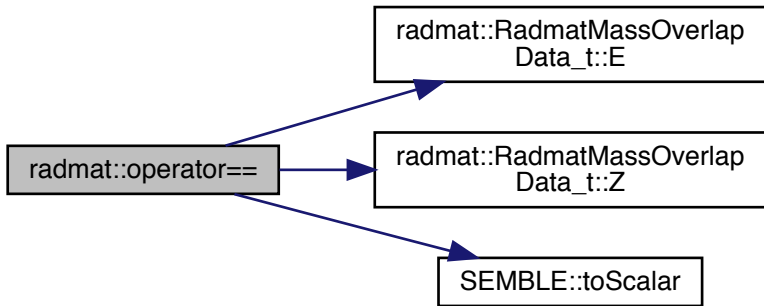 radmat::RadmatMassOverlap
Data_t::E
radmat::operator==
radmat::RadmatMassOverlap
Data_t::Z
SEMBLE::toScalar